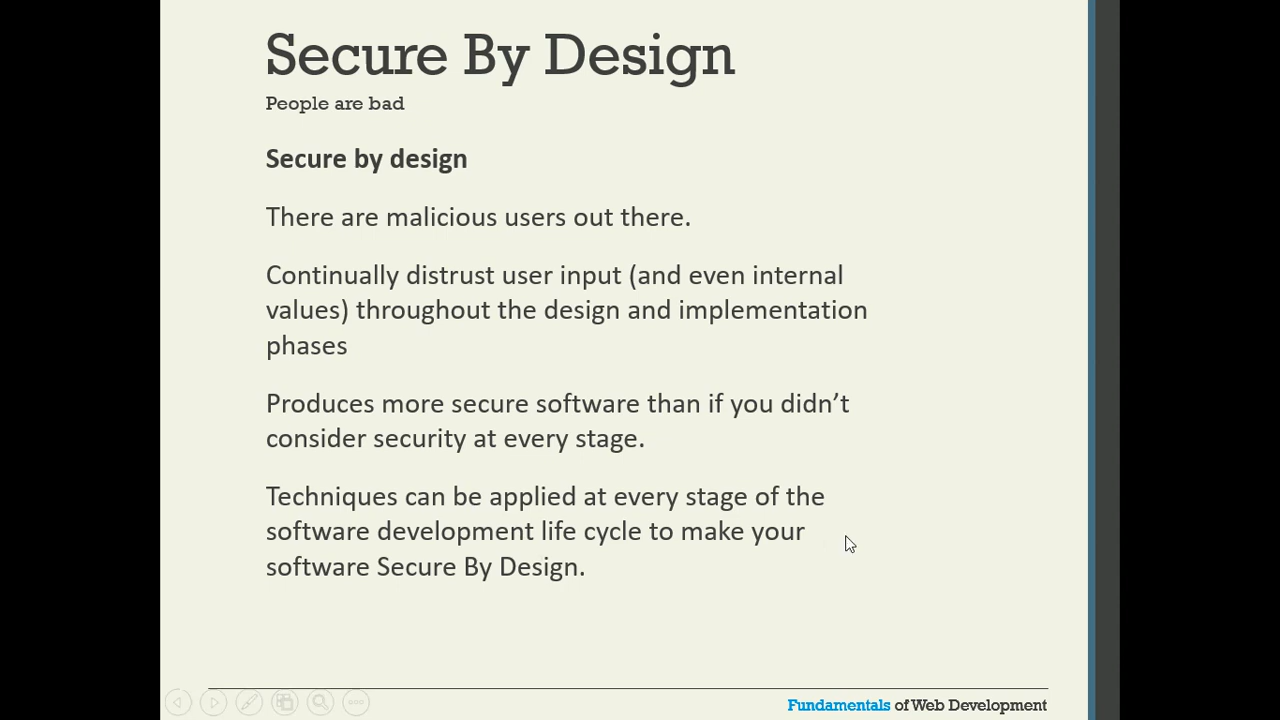 Secure By Design
People are bad
Secure by design
There are malicious users out there.
Continually distrust user input (and even internal
values) throughout the design and implementation
phases
Produces more secure software than if you didn’t
consider security at every stage.
Techniques can be applied at every stage of the
software development life cycle to make your
software Secure By Design.
Fundamentals of Web Development